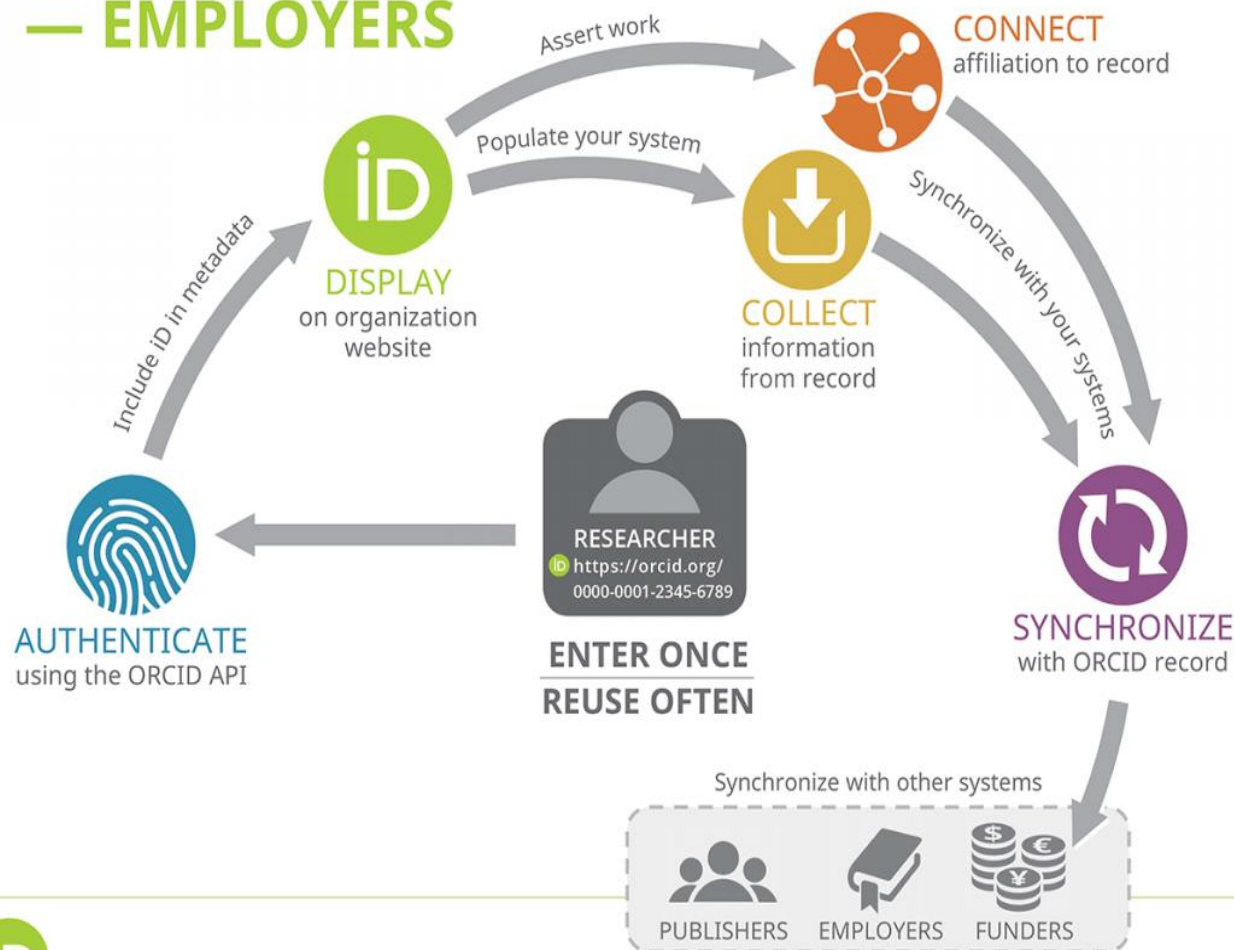 — EMPLOYERS
Assert work
CONNECT
affiliation to record
Populate your system
iD
Synchronize with your systems
Include iD in metadata
DISPLAY
on organization
website
COLLECT
information
from record
RESEARCHER
iD https://orcid.org/
0000-0001-2345-6789
AUTHENTICATE
using the ORCID API
SYNCHRONIZE
with ORCID record
ENTER ONCE
REUSE OFTEN
Synchronize with other systems
$ € ¥
PUBLISHERS EMPLOYERS FUNDERS